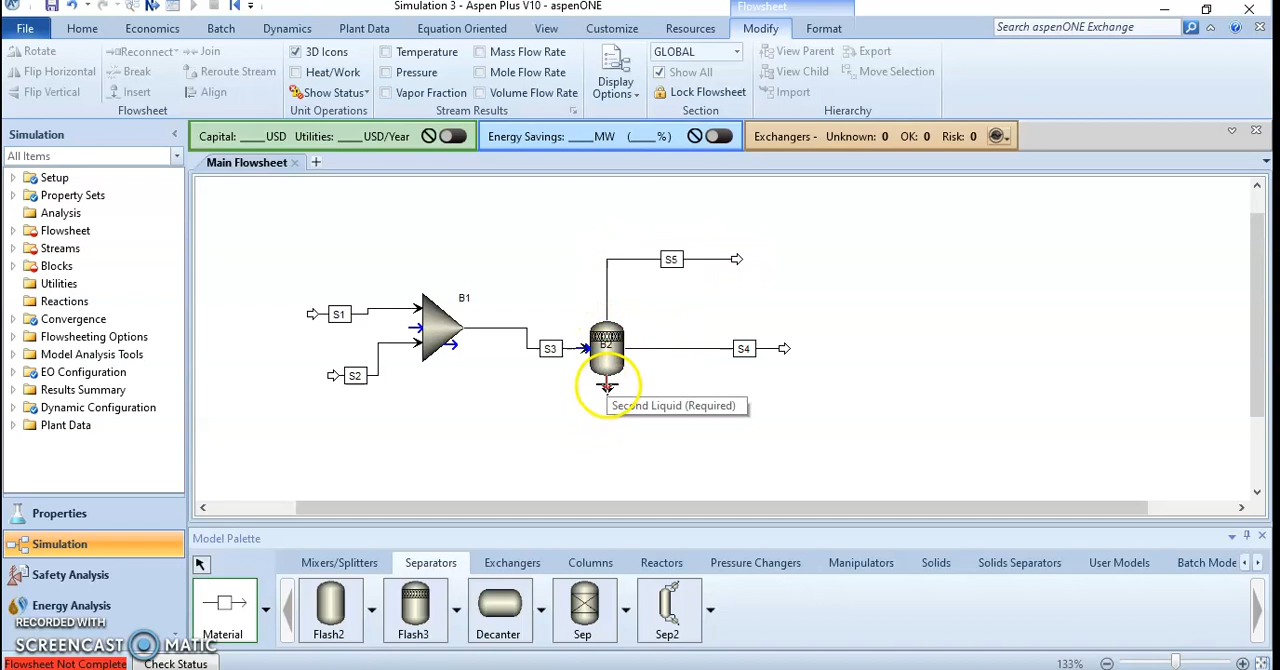 Simulation 3 - Aspen Plus V10 - aspenONE
Flowsheet
File Home Economics Batch Dynamics Plant Data Equation Oriented View Customize Resources Modify Format
Search aspenONE Exchange
Rotate Reconnect Join
Flip Horizontal Break Reroute Stream
Flip Vertical Insert Align
Flowsheet
3D Icons
Heat/Work
Show Status
Unit Operations
Temperature Mass Flow Rate
Pressure Mole Flow Rate
Vapor Fraction Volume Flow Rate
Stream Results
Display
Options
GLOBAL
Show All
Lock Flowsheet
Section
View Parent Export
View Child Move Selection
Import
Hierarchy
Simulation
All Items
Capital: ____USD Utilities: ____USD/Year
Energy Savings: ____MW (____%)
Exchangers - Unknown: 0 OK: 0 Risk: 0
Main Flowsheet
Setup
Property Sets
Analysis
Flowsheet
Streams
Blocks
Utilities
Reactions
Convergence
Flowsheeting Options
Model Analysis Tools
EO Configuration
Results Summary
Dynamic Configuration
Plant Data
S5
B1
S1
B2
S3
S4
S2
Second Liquid (Required)
Properties
Simulation
Safety Analysis
Energy Analysis
Model Palette
Mixers/Splitters Separators Exchangers Columns Reactors Pressure Changers Manipulators Solids Solids Separators User Models Batch Mode
Material Flash2 Flash3 Decanter Sep Sep2
RECORDED WITH
SCREENCAST MATIC
Flowsheet Not Complete Check Status
133%